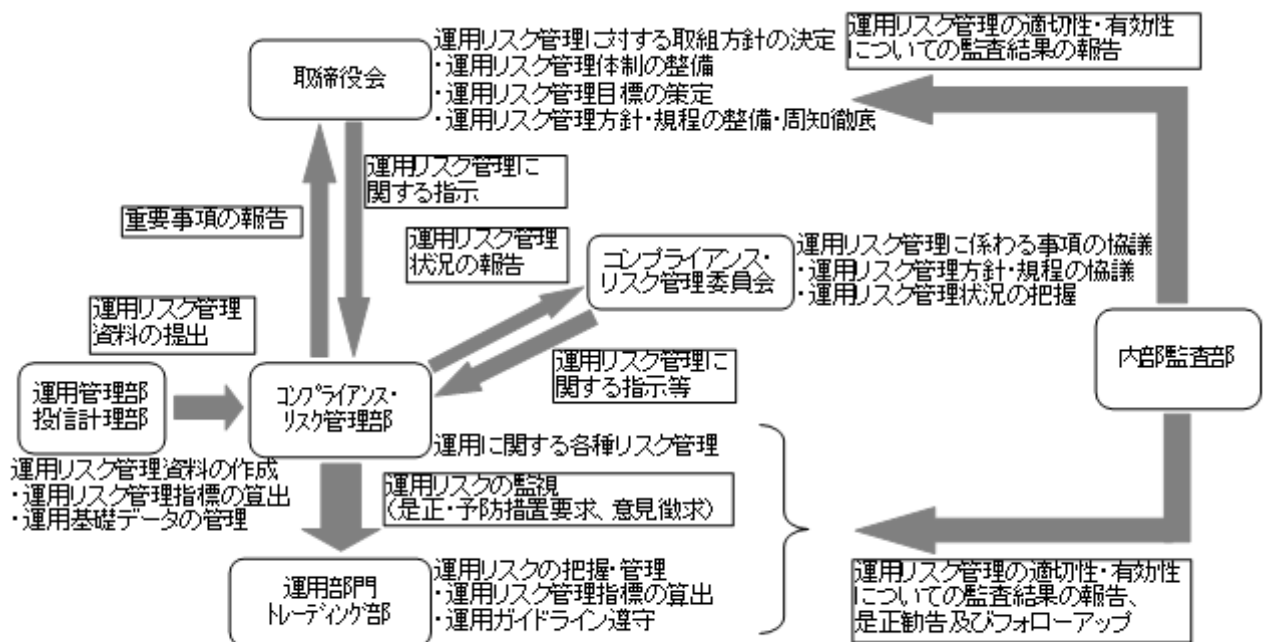 取締役会
運用リスク管理に対する取組方針の決定
・運用リスク管理体制の整備
・運用リスク管理目標の策定
・運用リスク管理方針・規程の整備・周知徹底
運用リスク管理の適切性・有効性
についての監査結果の報告
運用リスク管理に
関する指示
重要事項の報告
運用リスク管理
状況の報告
コンプライアンス・
リスク管理委員会
運用リスク管理に係わる事項の協議
・運用リスク管理方針・規程の協議
・運用リスク管理状況の把握
運用リスク管理
資料の提出
運用リスク管理に
関する指示等
内部監査部
運用管理部
投信計理部
コンプライアンス・
リスク管理部
運用に関する各種リスク管理
運用リスク管理資料の作成
・運用リスク管理指標の算出
・運用基礎データの管理
運用リスクの監視
(是正・予防措置要求、意見徴求)
運用部門
トレーディング部
運用リスクの把握・管理
・運用リスク管理指標の算出
・運用ガイドライン遵守
運用リスク管理の適切性・有効性
についての監査結果の報告、
是正勧告及びフォローアップ